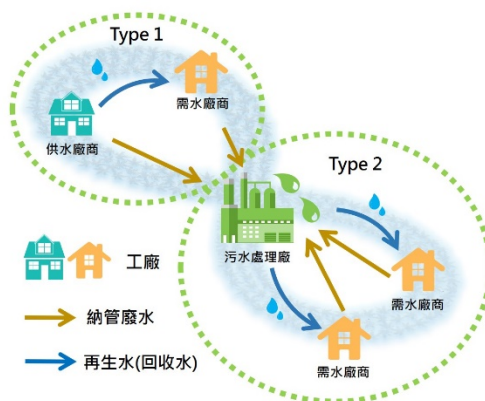 Type 1
需水廠商
供水廠商
Type 2
污水處理廠
需水廠商
需水廠商
工廠
納管廢水
再生水(回收水)